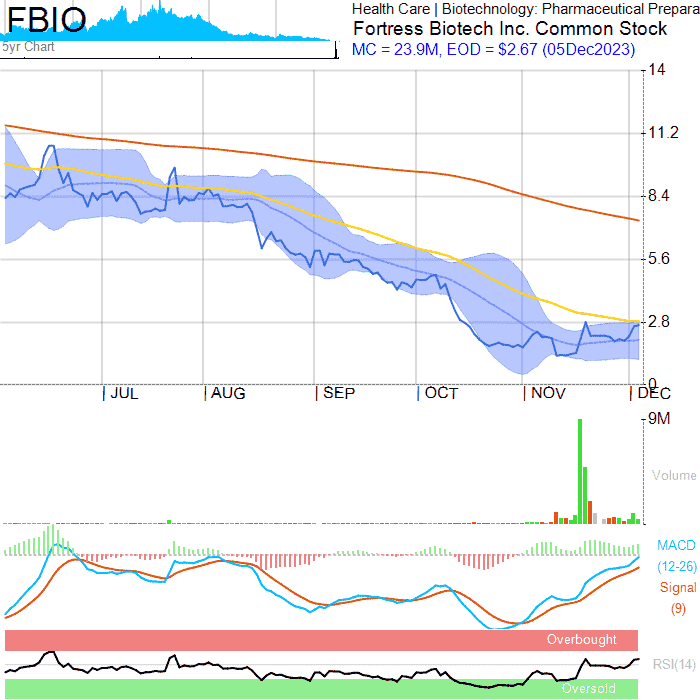 FBIO
5yr Chart
Health Care | Biotechnology: Pharmaceutical Prepara
Fortress Biotech Inc. Common Stock
MC = 23.9M, EOD = $2.67 (05Dec2023)
14
11.2
8.4
5.6
2.8
0
JUL
AUG
SEP
OCT
NOV
DEC
9M
Volume
MACD
(12-26)
Signal
(9)
Overbought
RSI(14)
Oversold